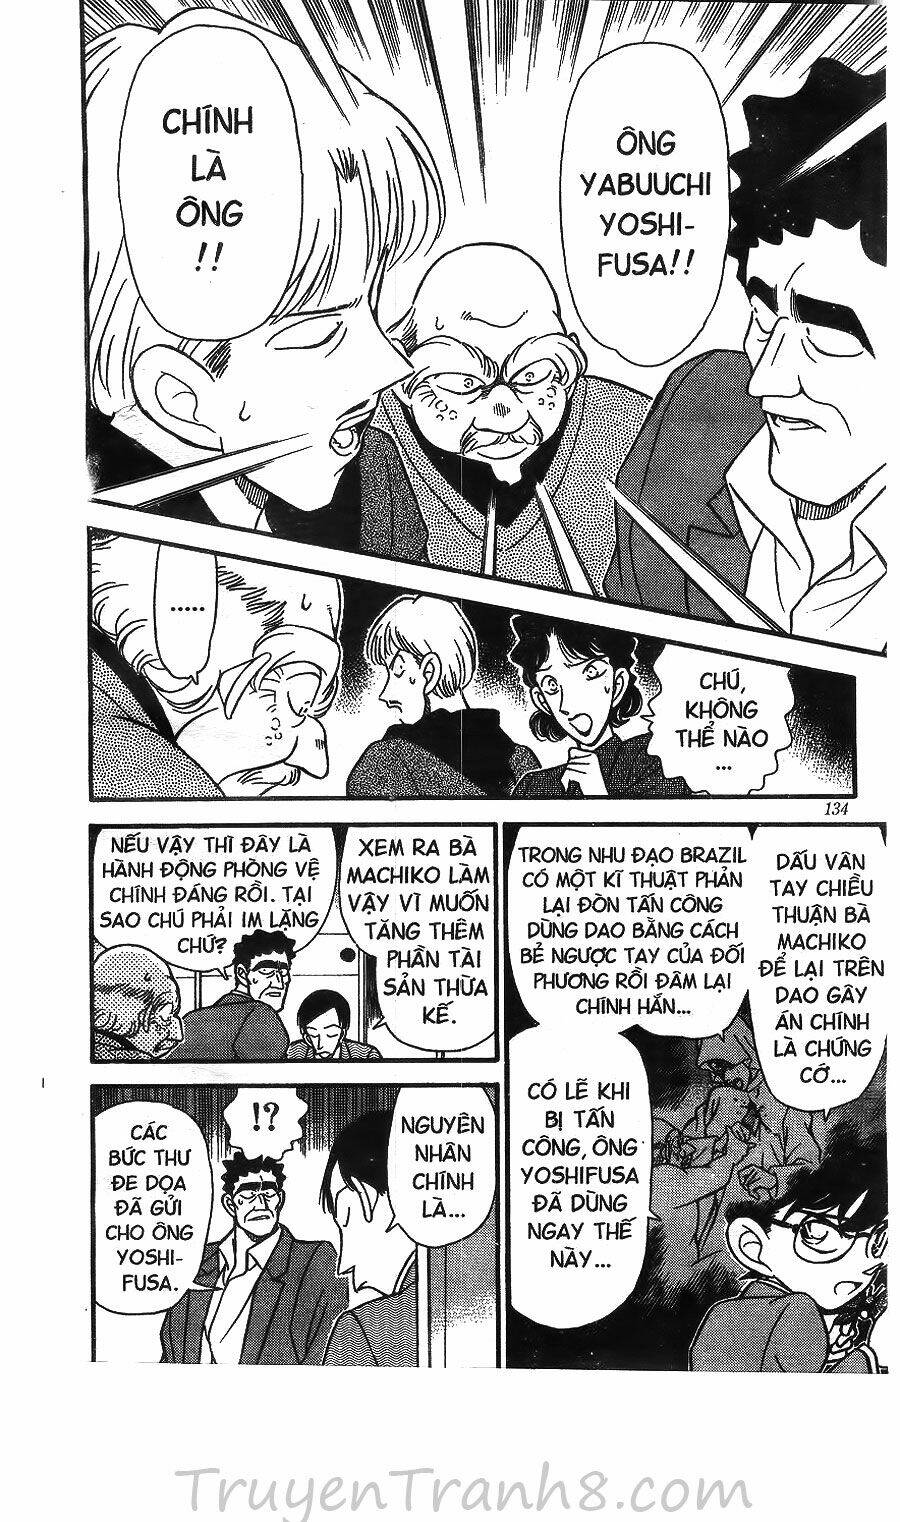 ÔNG
YABUUCHI
YOSHI-
FUSA!!
CHÍNH
LÀ
ÔNG
!!
CHÚ,
KHÔNG
THỂ NÀO
...
......
134
DẤU VÂN
TAY CHIỀU
THUẬN BÀ
MACHIKO
ĐỂ LẠI TRÊN
DAO GÂY
ÁN CHÍNH
LÀ CHỨNG
CỚ...
TRONG NHU ĐẠO BRAZIL
CÓ MỘT KĨ THUẬT PHẢN
LẠI ĐÒN TẤN CÔNG
DÙNG DAO BẰNG CÁCH
BẺ NGƯỢC TAY CỦA ĐỐI
PHƯƠNG RỒI ĐÂM LẠI
CHÍNH HẮN...
CÓ LẼ KHI
BỊ TẤN
CÔNG, ÔNG
YOSHIFUSA
ĐÃ DÙNG
NGAY THẾ
NÀY...
XEM RA BÀ
MACHIKO LÀM
VẬY VÌ MUỐN
TĂNG THÊM
PHẦN TÀI
SẢN THỪA
KẾ.
NẾU VẬY THÌ ĐÂY LÀ
HÀNH ĐỘNG PHÒNG VỆ
CHÍNH ĐÁNG RỒI. TẠI
SAO CHÚ PHẢI IM LẶNG
CHỨ?
NGUYÊN
NHÂN
CHÍNH
LÀ...
!?
CÁC
BỨC THƯ
ĐE DỌA
ĐÃ GỬI
CHO ÔNG
YOSHI-
FUSA.
TruyenTranh8.com